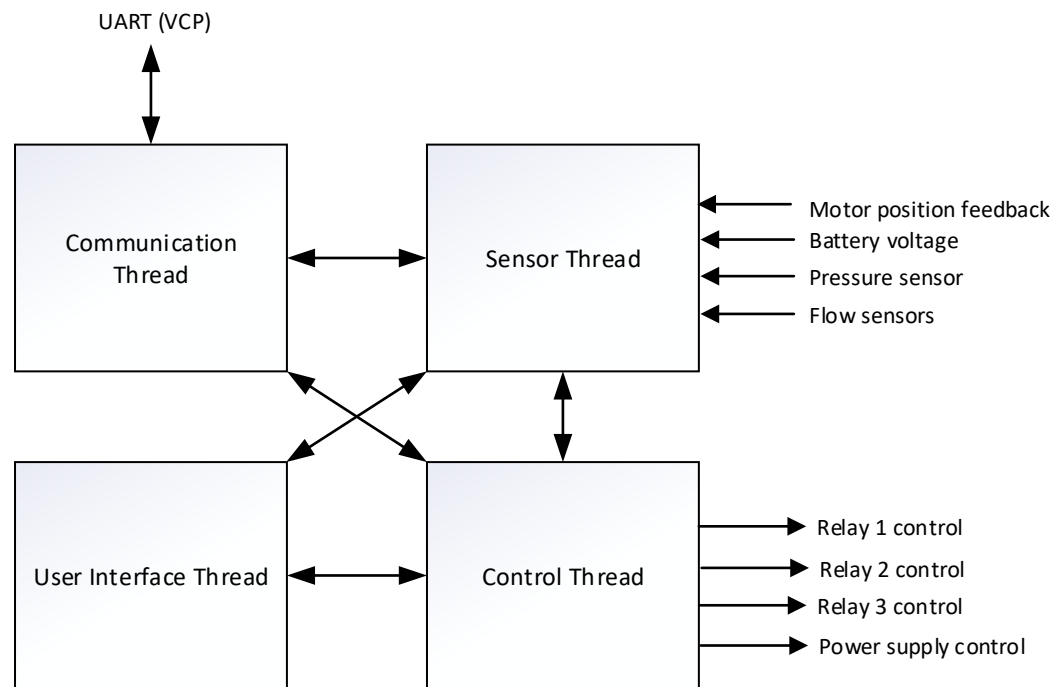 UART (VCP)
Communication
Thread
Sensor Thread
Motor position feedback
Battery voltage
Pressure sensor
Flow sensors
User Interface Thread
Control Thread
Relay 1 control
Relay 2 control
Relay 3 control
Power supply control